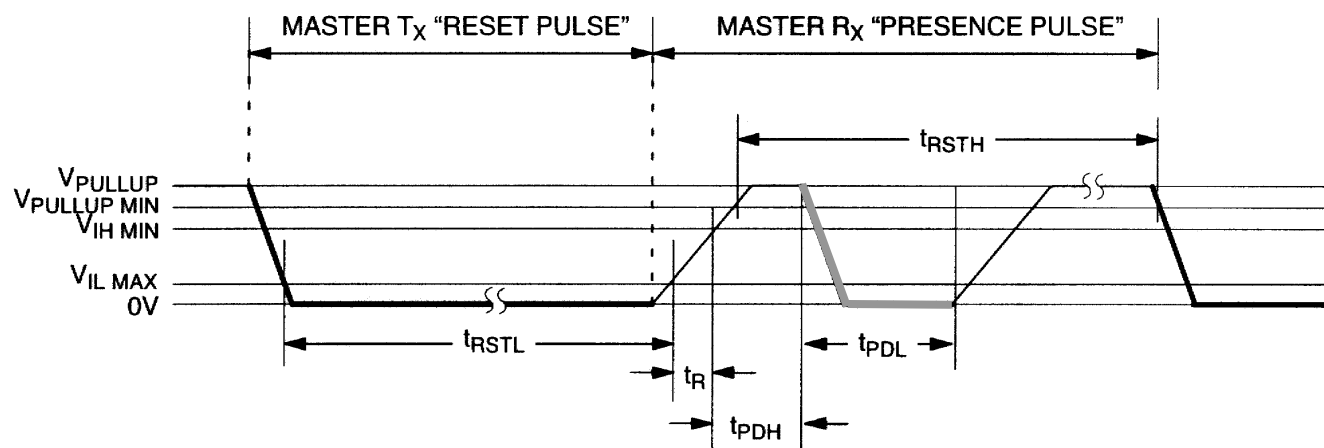 MASTER TX “RESET PULSE”
MASTER RX “PRESENCE PULSE”
tRSTH
VPULLUP
VPULLUP MIN
VIH MIN
VIL MAX
0V
tRSTL
tPDL
tR
tPDH